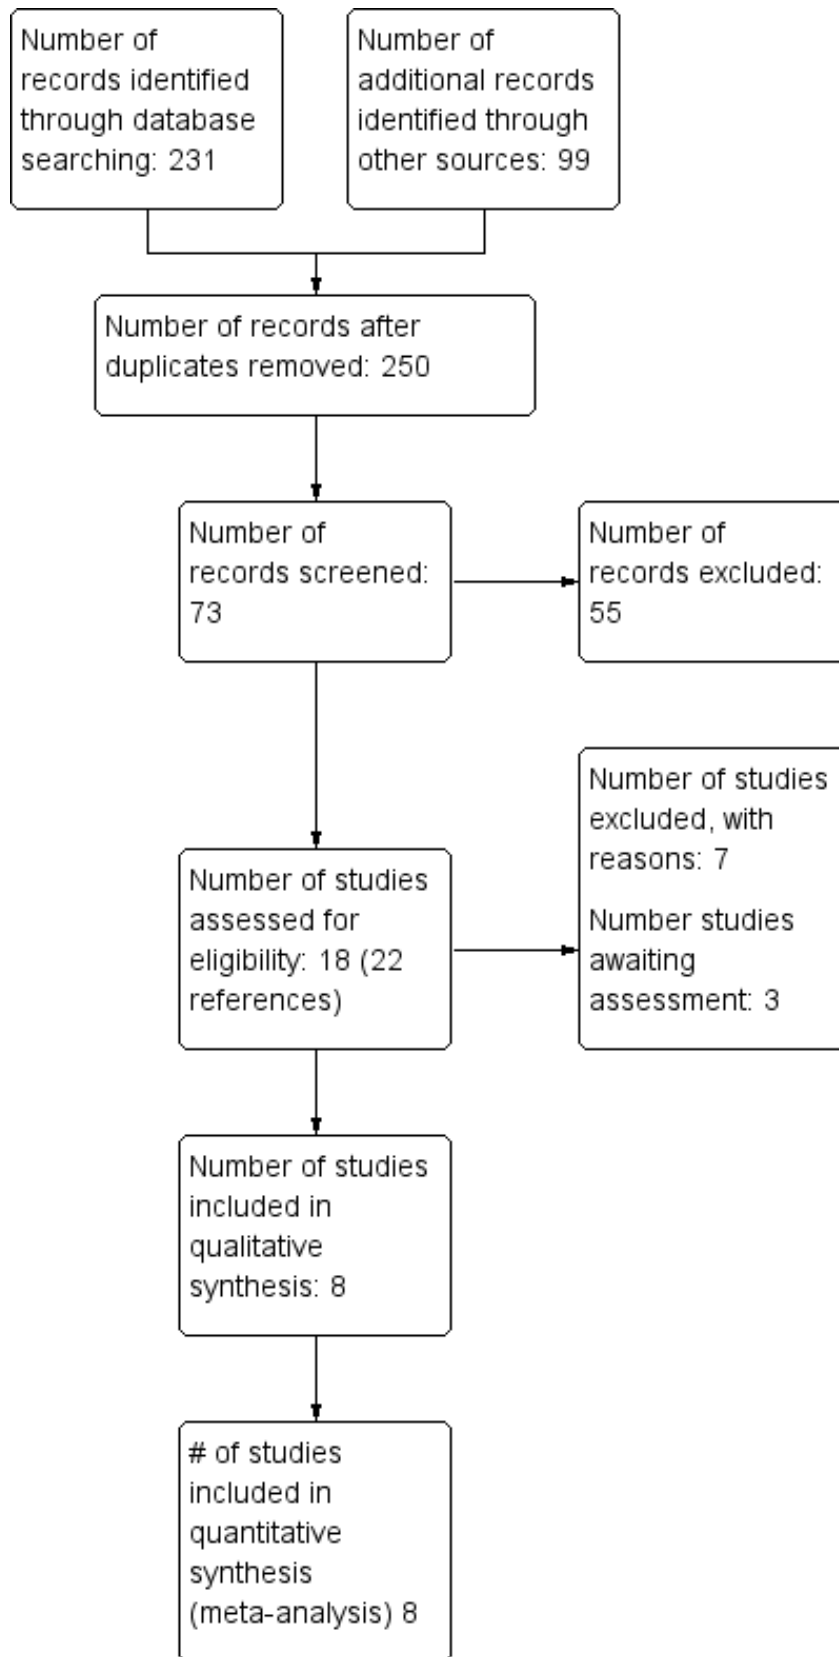 Number of
records identified
through database
searching: 231
Number of
additional records
identified through
other sources: 99
Number of records after
duplicates removed: 250
Number of
records screened:
73
Number of
records excluded:
55
Number of studies
assessed for
eligibility: 18 (22
references)
Number of studies
excluded, with
reasons: 7
Number studies
awaiting
assessment: 3
Number of studies
included in
qualitative
synthesis: 8
# of studies
included in
quantitative
synthesis
(meta-analysis) 8